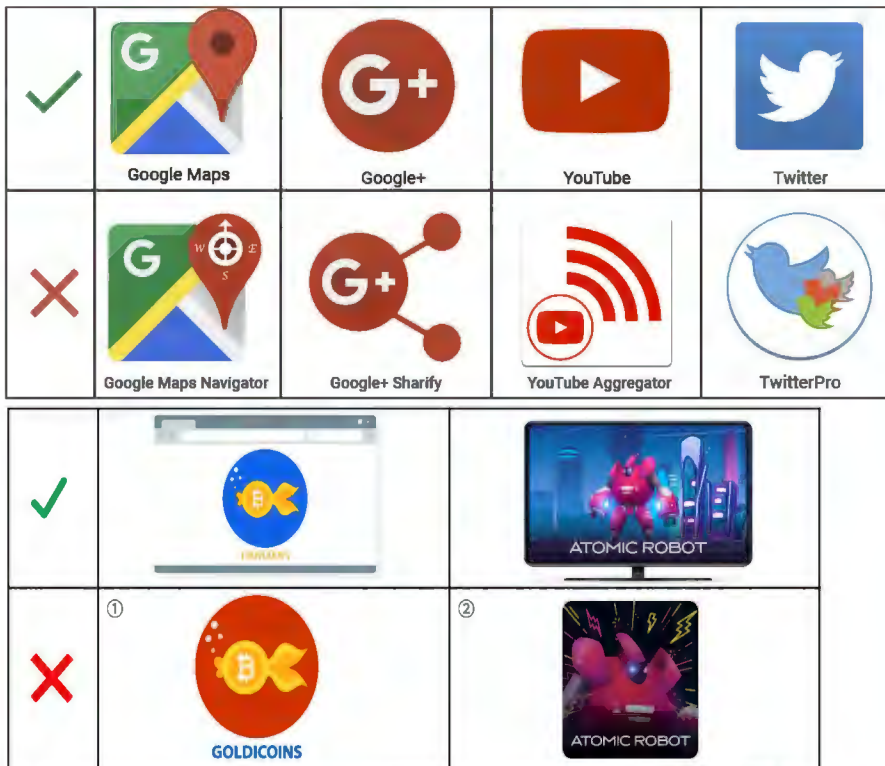 G
G+
Google Maps
Google+
YouTube
Twitter
G
W
E
S
G+
Google Maps Navigator
Google+ Sharify
YouTube Aggregator
TwitterPro
B
ATOMIC ROBOT
①
②
B
GOLDICOINS
ATOMIC ROBOT